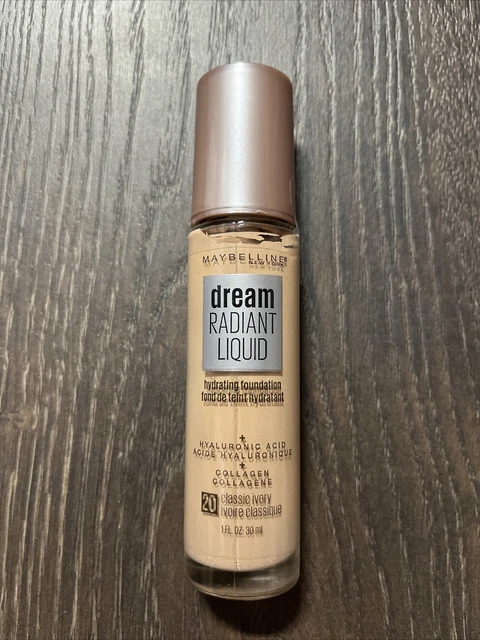 MAYBELLINE®
NEW YORK
dream
RADIANT
LIQUID
hydrating foundation
fond de teint hydratant
+
HYALURONIC ACID
ACIDE HYALURONIQUE
+
COLLAGEN
COLLAGÈNE
20 classic ivory
ivoire classique
1 FL OZ 30 ml